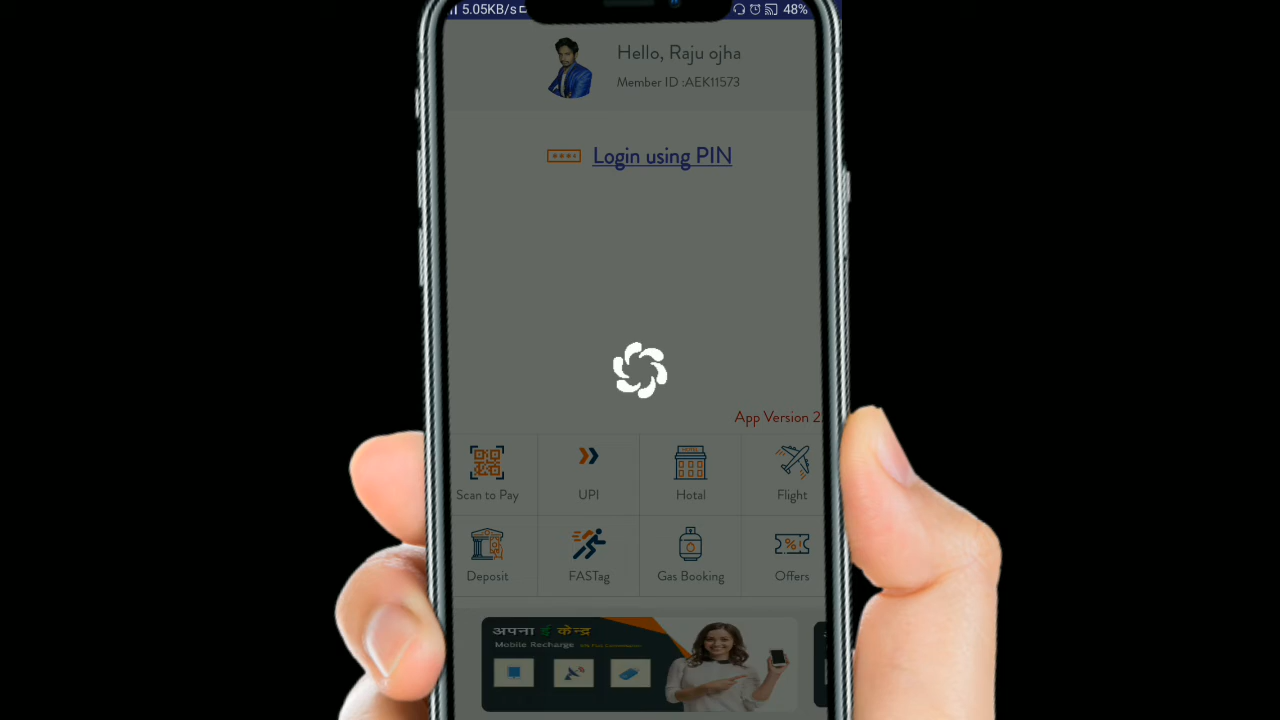 5.05KB/s
48%
Hello, Raju ojha
Member ID :AEK11573
Login using PIN
App Version 2
Scan to Pay
UPI
Hotal
Flight
Deposit
FASTag
Gas Booking
Offers
अपना ई केन्द्र
Mobile Recharge